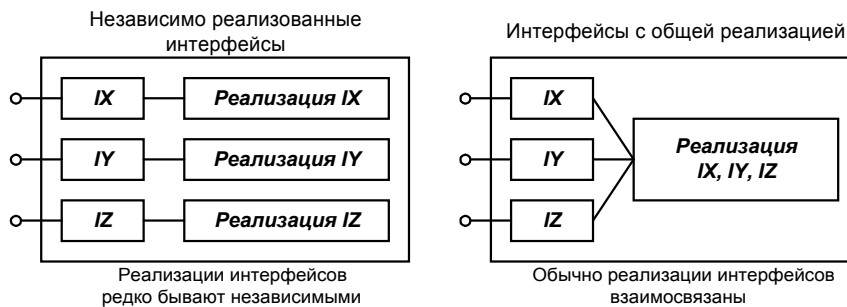 Независимо реализованные
интерфейсы
IX
Реализация IX
IY
Реализация IY
IZ
Реализация IZ
Реализации интерфейсов
редко бывают независимыми
Интерфейсы с общей реализацией
IX
IY
IZ
Реализация
IX, IY, IZ
Обычно реализации интерфейсов
взаимосвязаны